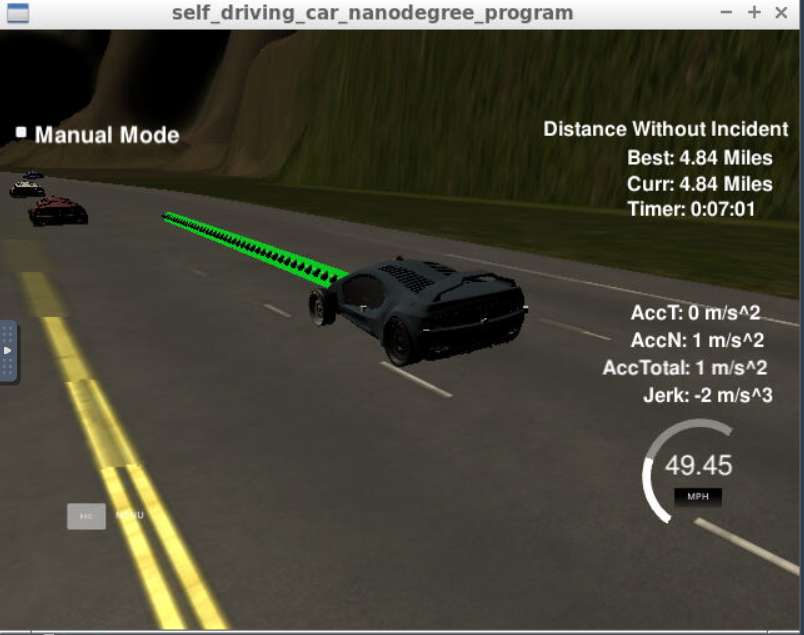 self_driving_car_nanodegree_program
Manual Mode
Distance Without Incident
Best: 4.84 Miles
Curr: 4.84 Miles
Timer: 0:07:01
AccT: 0 m/s^2
AccN: 1 m/s^2
AccTotal: 1 m/s^2
Jerk: -2 m/s^3
49.45
MPH
MENU